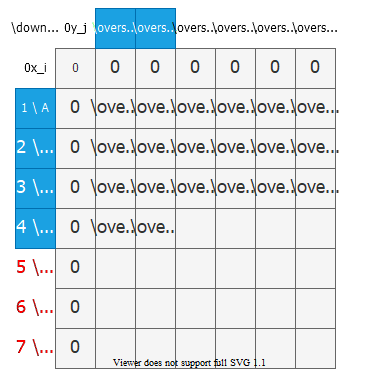 \down... 0y_j \overs... \overs... \overs... \overs... \overs... \overs...
0x_i 0 0 0 0 0 0 0
1 \ A 0 \ove... \ove... \ove... \ove... \ove... \ove...
2 \... 0 \ove... \ove... \ove... \ove... \ove... \ove...
3 \... 0 \ove... \ove... \ove... \ove... \ove... \ove...
4 \... 0 \ove... \ove...
5 \... 0
6 \... 0
7 \... 0
Viewer does not support full SVG 1.1